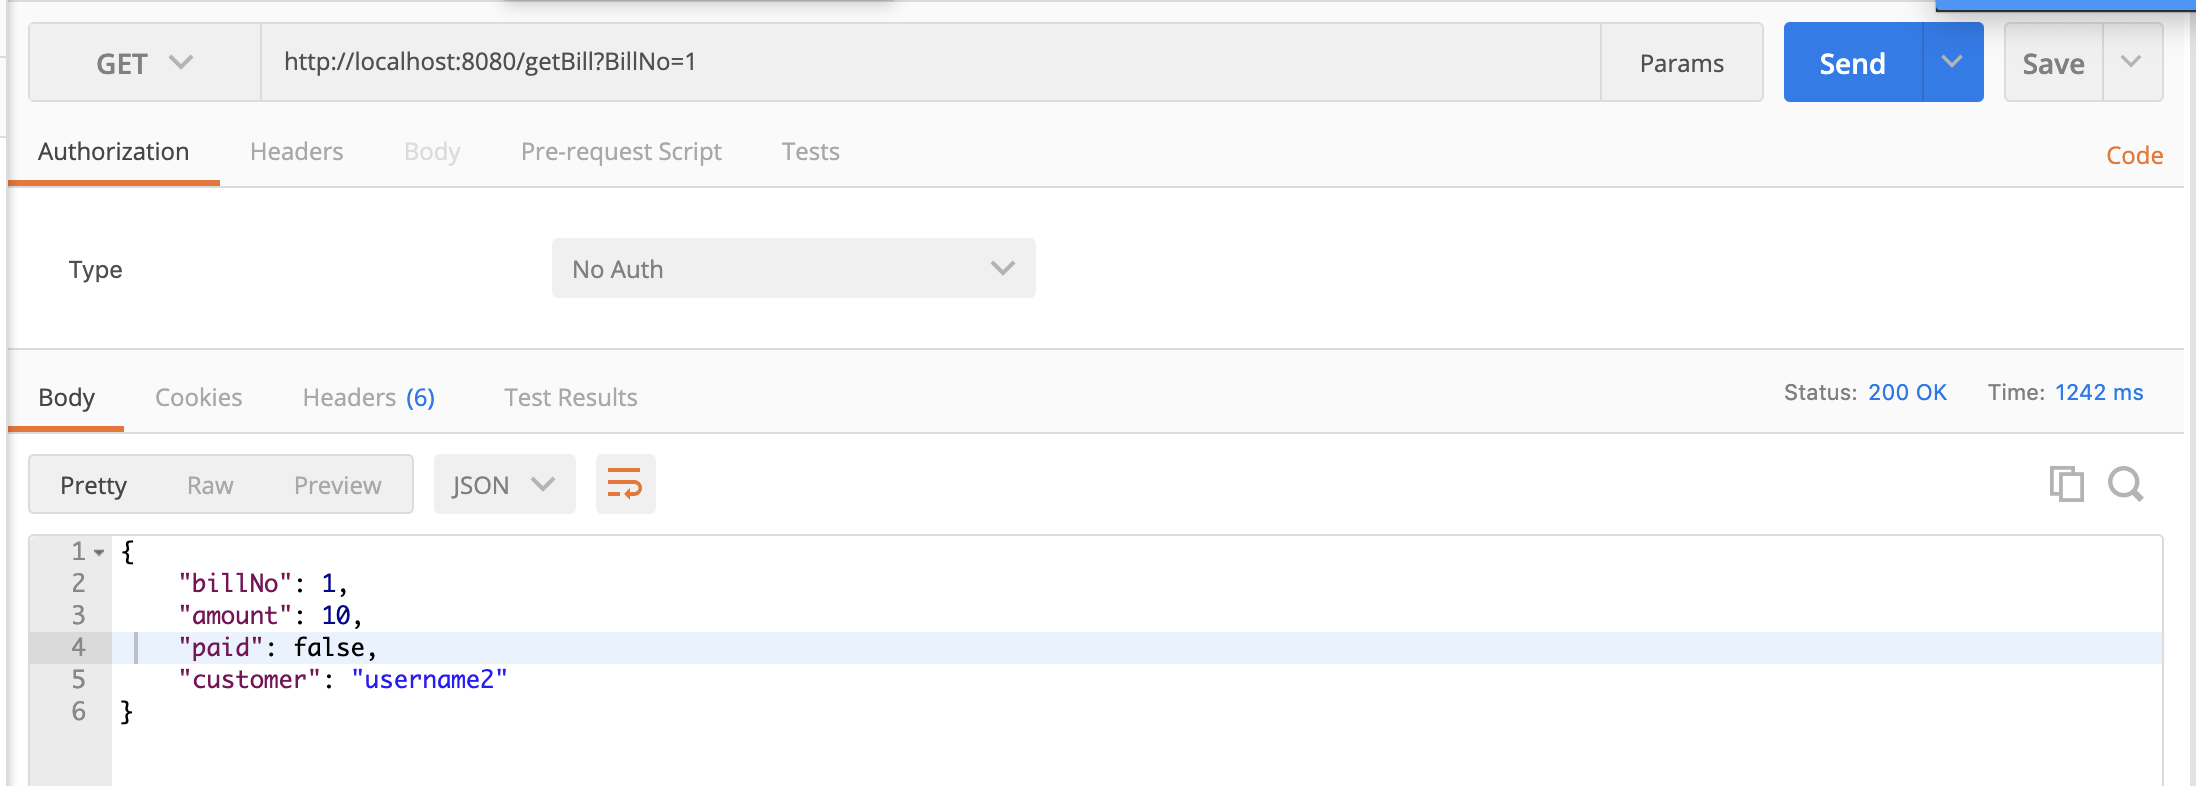 GET http://localhost:8080/getBill?BillNo=1 Params Send Save
Authorization Headers Body Pre-request Script Tests Code
Type No Auth
Body Cookies Headers (6) Test Results Status: 200 OK Time: 1242 ms
Pretty Raw Preview JSON
1 {
2 "billNo": 1,
3 "amount": 10,
4 "paid": false,
5 "customer": "username2"
6 }